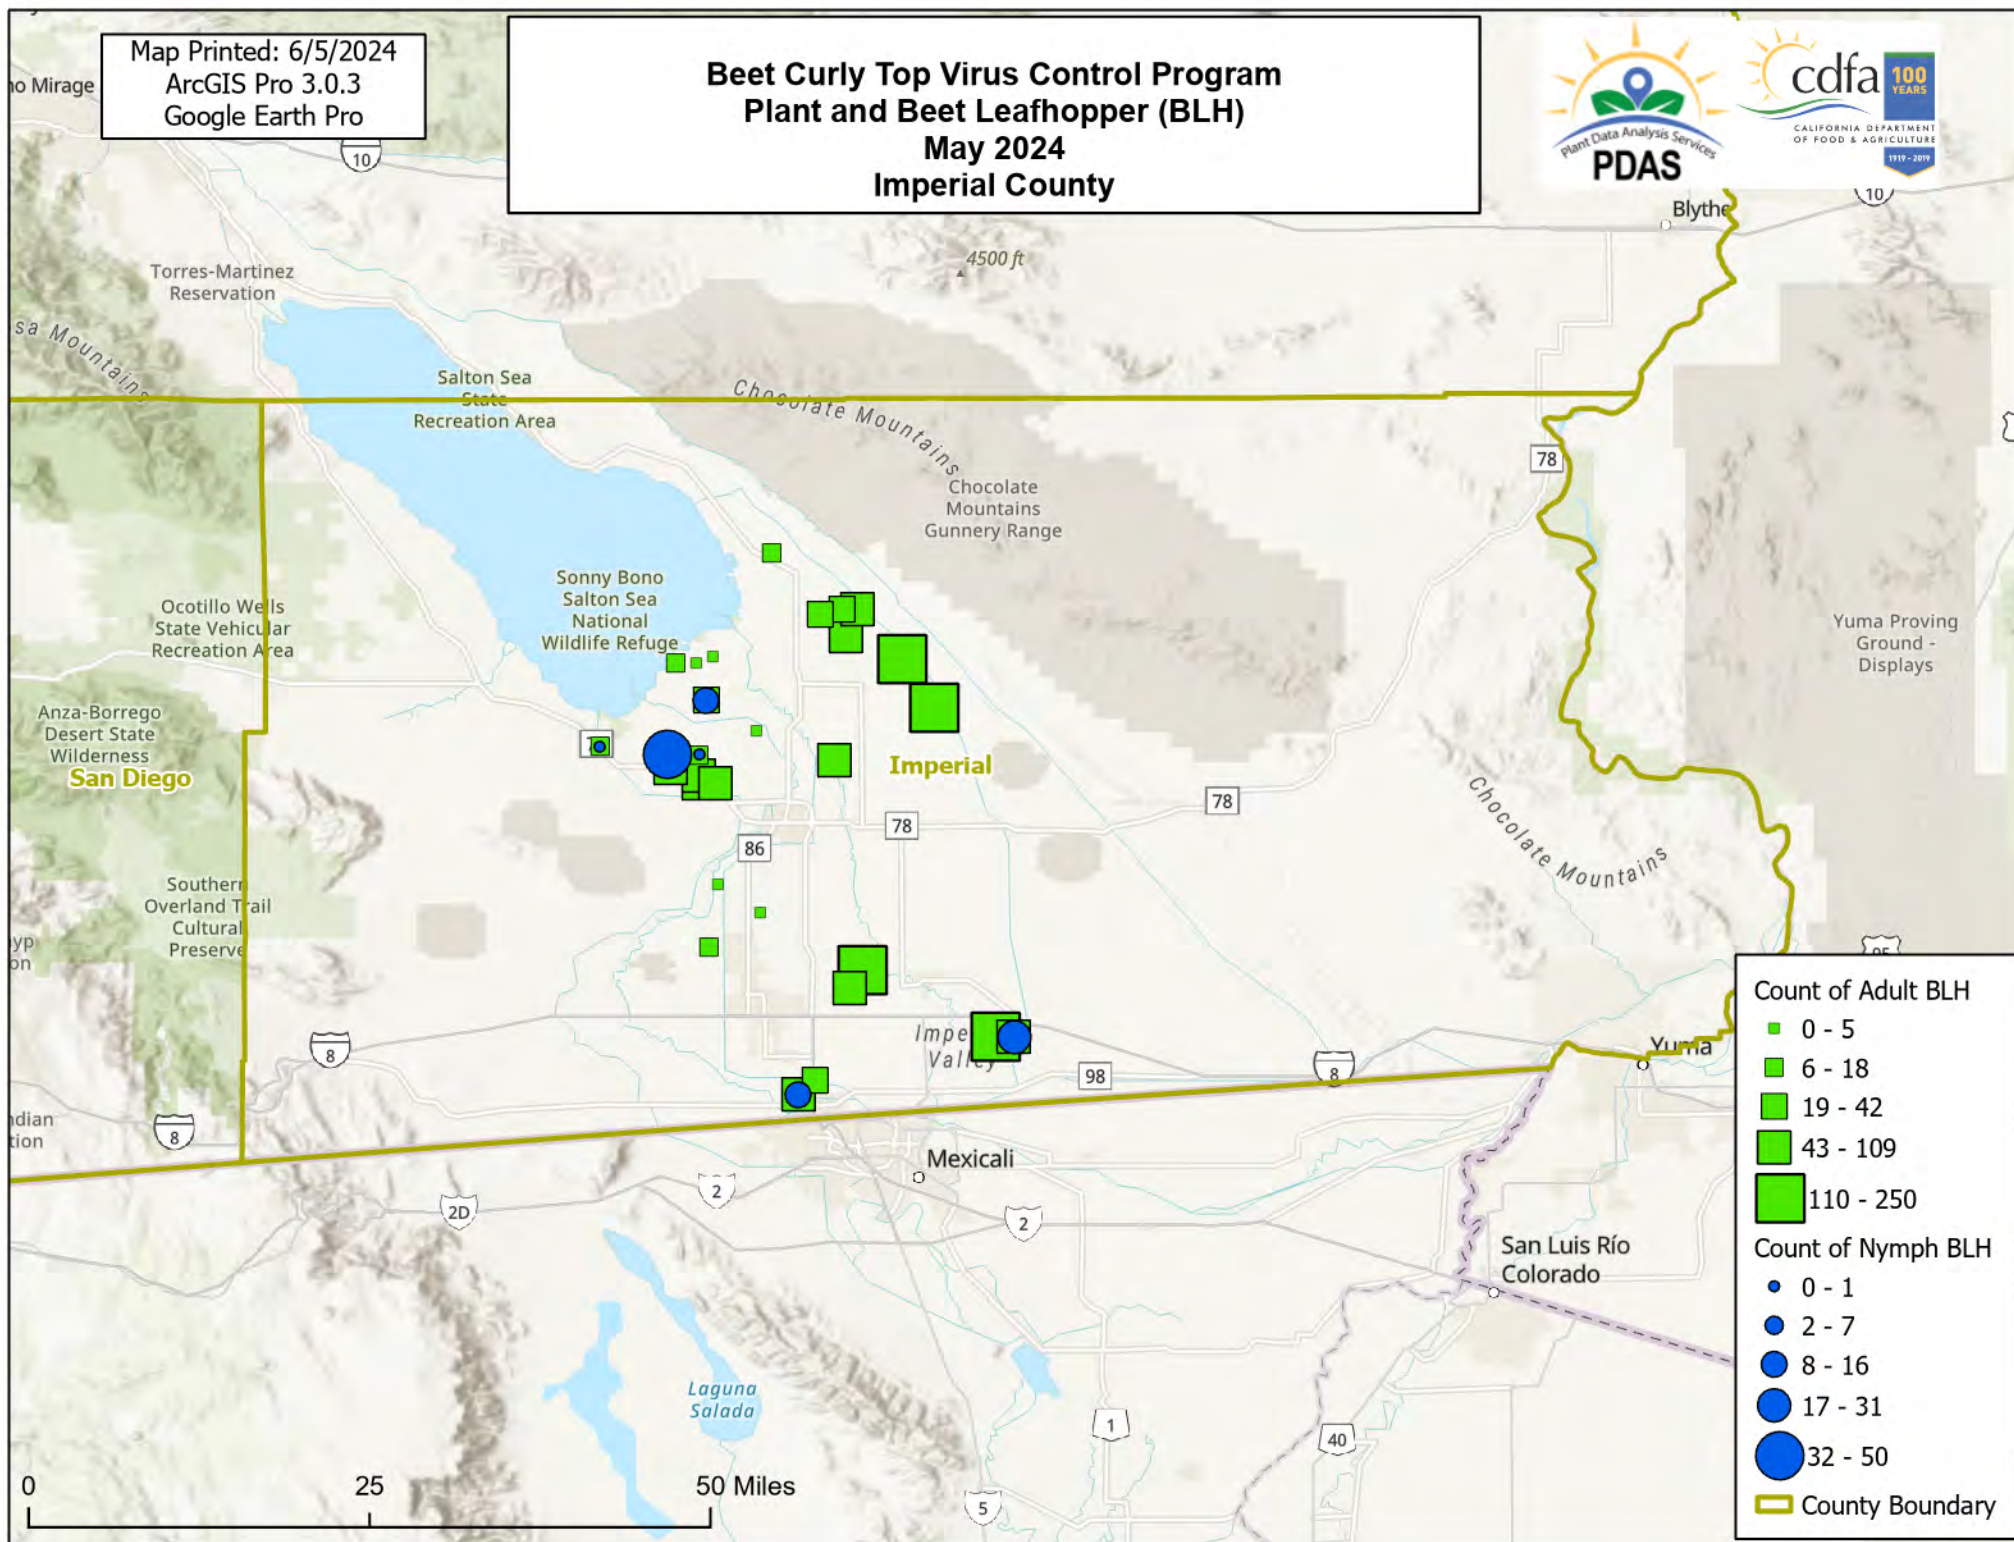 Map Printed: 6/5/2024
ArcGIS Pro 3.0.3
Google Earth Pro
Beet Curly Top Virus Control Program
Plant and Beet Leafhopper (BLH)
May 2024
Imperial County
Plant Data Analysis Services
PDAS
cdfa
100
YEARS
CALIFORNIA DEPARTMENT
OF FOOD & AGRICULTURE
1919 - 2019
Mirage
10
10
Blythe
4500 ft
Torres-Martinez
Reservation
Mountains
Salton Sea
State
Recreation Area
Chocolate Mountains
78
Chocolate
Mountains
Gunnery Range
Sonny Bono
Salton Sea
National
Wildlife Refuge
Ocotillo Wells
State Vehicular
Recreation Area
Yuma Proving
Ground -
Displays
Anza-Borrego
Desert State
Wilderness
San Diego
Imperial
78
78
86
Chocolate Mountains
Southern
Overland Trail
Cultural
Preserve
Imperial
Valley
8
98
8
8
Yuma
Mexicali
2D
2
2
San Luis Río
Colorado
Laguna
Salada
1
40
5
0 25 50 Miles
Count of Adult BLH
0 - 5
6 - 18
19 - 42
43 - 109
110 - 250
Count of Nymph BLH
0 - 1
2 - 7
8 - 16
17 - 31
32 - 50
County Boundary